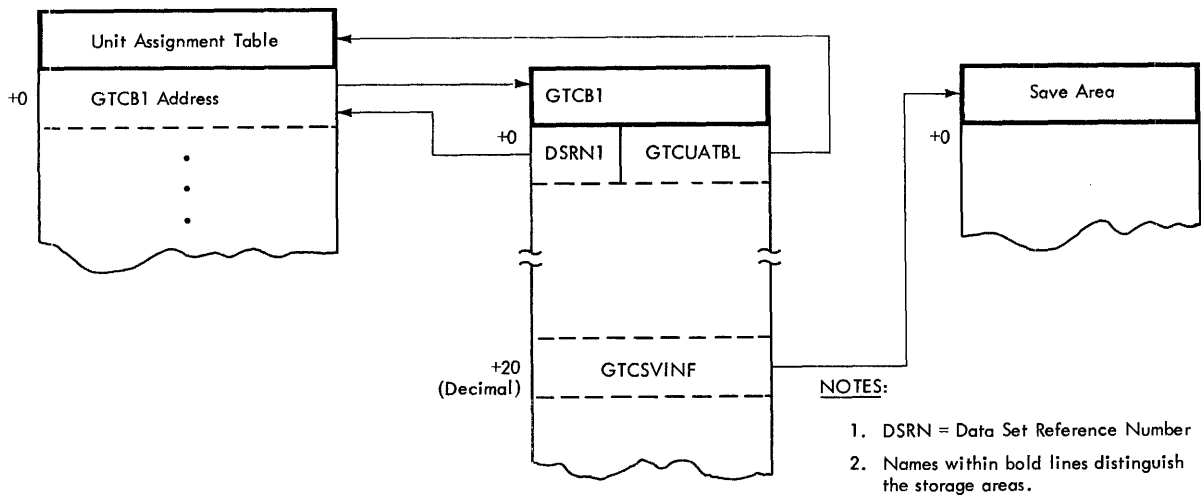 Unit Assignment Table
+0
GTCB1 Address
GTCB1
+0
DSRN1
GTCUATBL
Save Area
+0
+20
(Decimal)
GTCSVINF
NOTES:
1. DSRN = Data Set Reference Number
2. Names within bold lines distinguish
the storage areas.